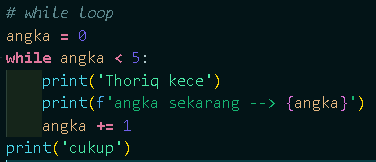 # while loop
angka = 0
while angka < 5:
    print('Thoriq kece')
    print(f'angka sekarang --> {angka}')
    angka += 1
print('cukup')